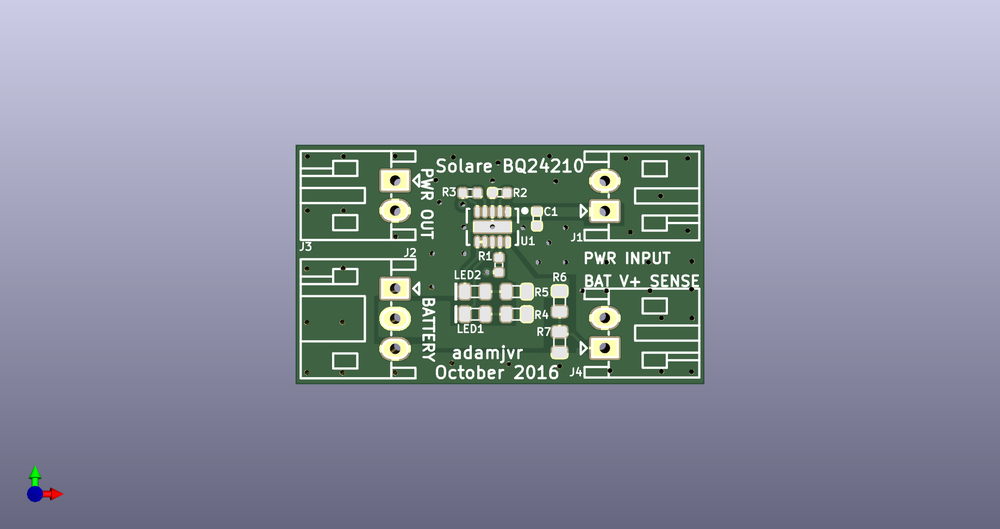 Solare BQ24210
PWR OUT
R3
R2
C1
U1
J1
J3
J2
R1
PWR INPUT
BAT V+ SENSE
LED2
R6
R5
BATTERY
R4
LED1
R7
adamjvr
October 2016
J4